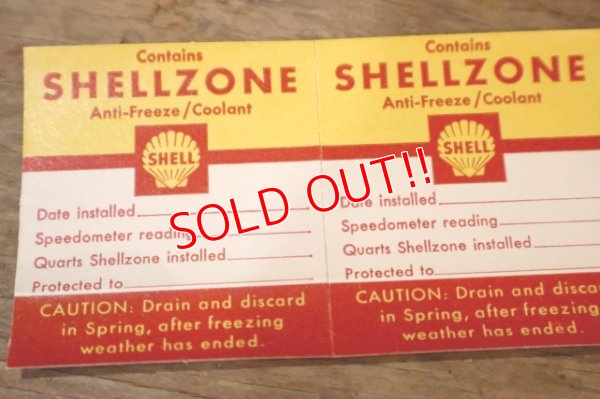 Contains
SHELLZONE
Anti-Freeze/Coolant
SHELL
Date installed
Speedometer reading
Quarts Shellzone installed
Protected to
CAUTION: Drain and discard
in Spring, after freezing
weather has ended.
Contains
SHELLZONE
Anti-Freeze/Coolant
SHELL
Date installed
Speedometer reading
Quarts Shellzone installed
Protected to
CAUTION: Drain and
in Spring, after freezing
weather has ended.
SOLD OUT!!